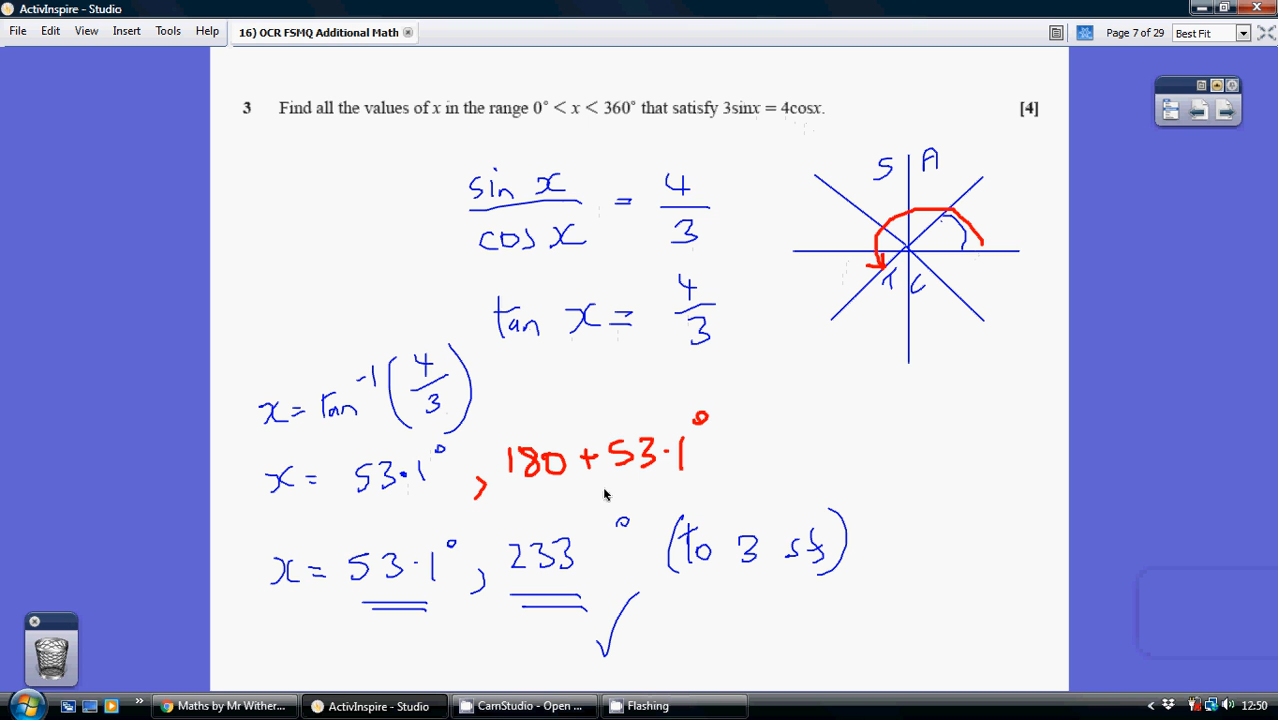 ActivInspire - Studio
File Edit View Insert Tools Help
16) OCR FSMQ Additional Math
Page 7 of 29 Best Fit
3 Find all the values of x in the range 0° < x < 360° that satisfy 3sinx = 4cosx. [4]
S A
T C
sin x / cos x = 4/3
tan x = 4/3
x = tan⁻¹ (4/3)
x = 53·1°, 180 + 53·1°
x = 53·1°, 233° (to 3 sf)
Maths by Mr Wither... ActivInspire - Studio CamStudio - Open ... Flashing 12:50